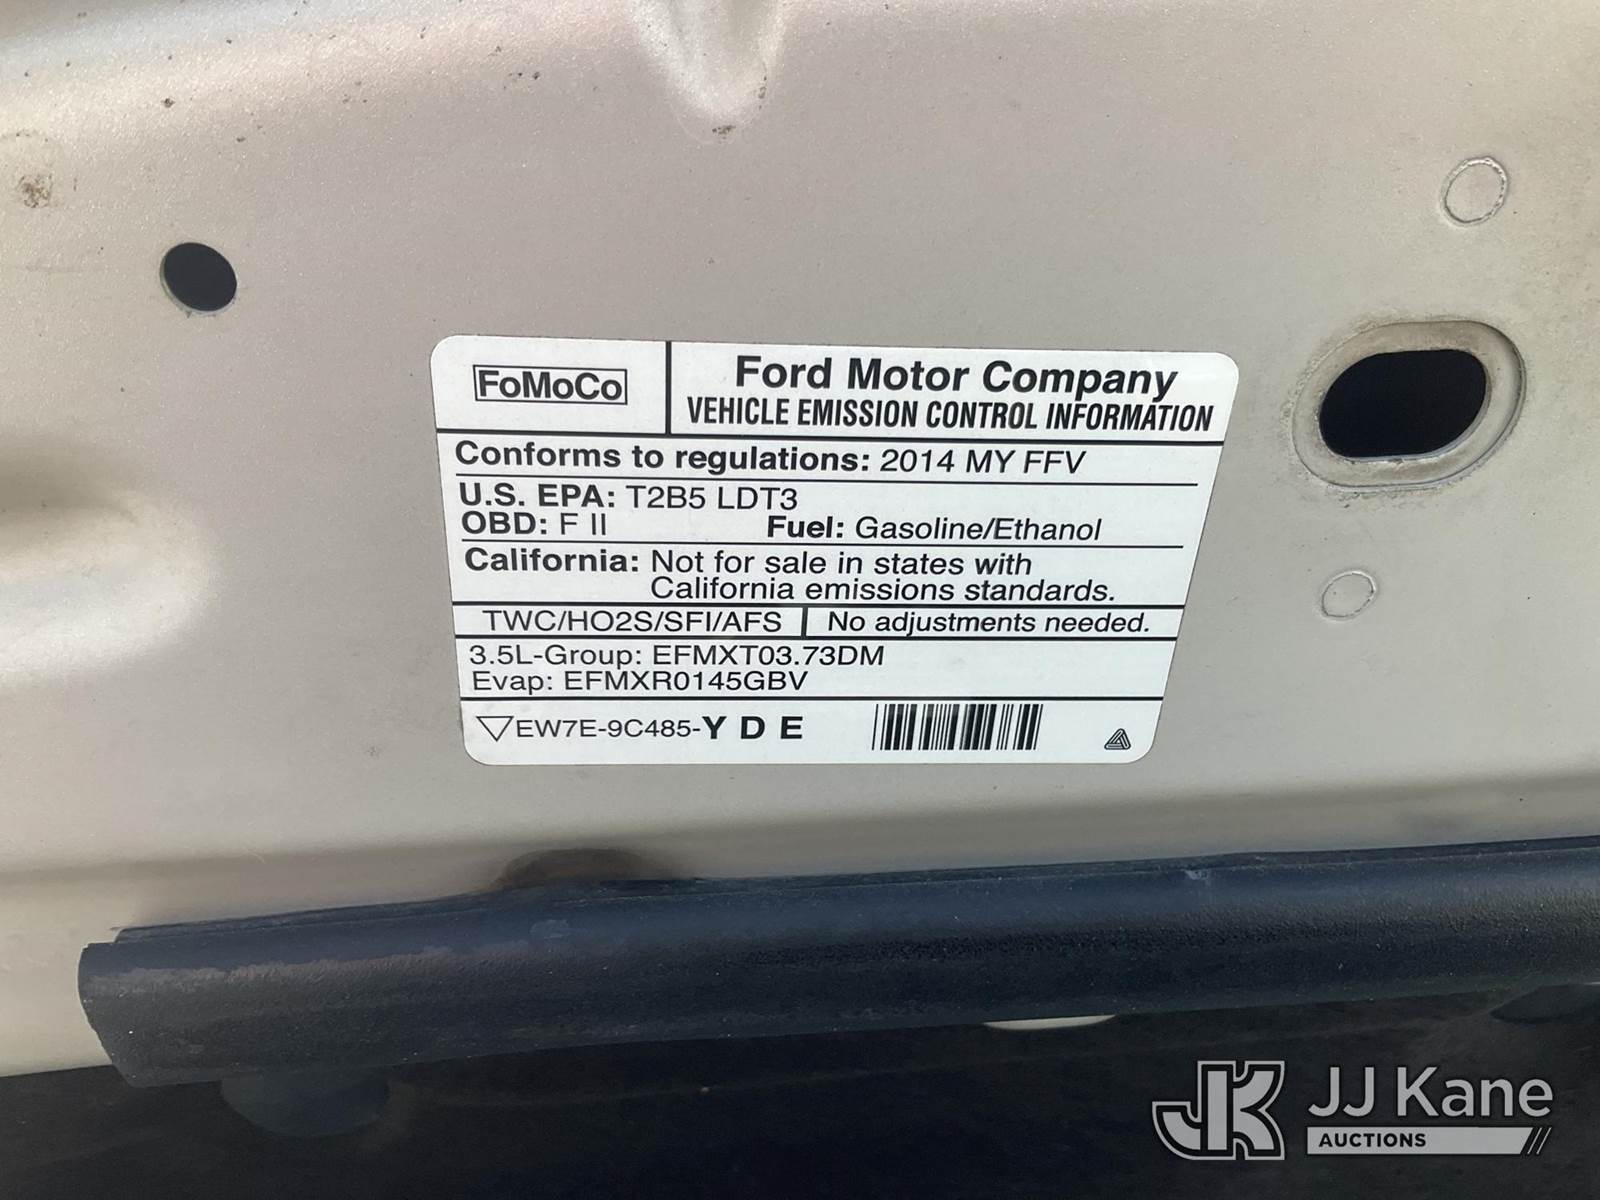 FoMoCo
Ford Motor Company
VEHICLE EMISSION CONTROL INFORMATION
Conforms to regulations: 2014 MY FFV
U.S. EPA: T2B5 LDT3
OBD: F II Fuel: Gasoline/Ethanol
California: Not for sale in states with
California emissions standards.
TWC/HO2S/SFI/AFS No adjustments needed.
3.5L-Group: EFMXT03.73DM
Evap: EFMXR0145GBV
EW7E-9C485-Y D E
JK JJ Kane
AUCTIONS